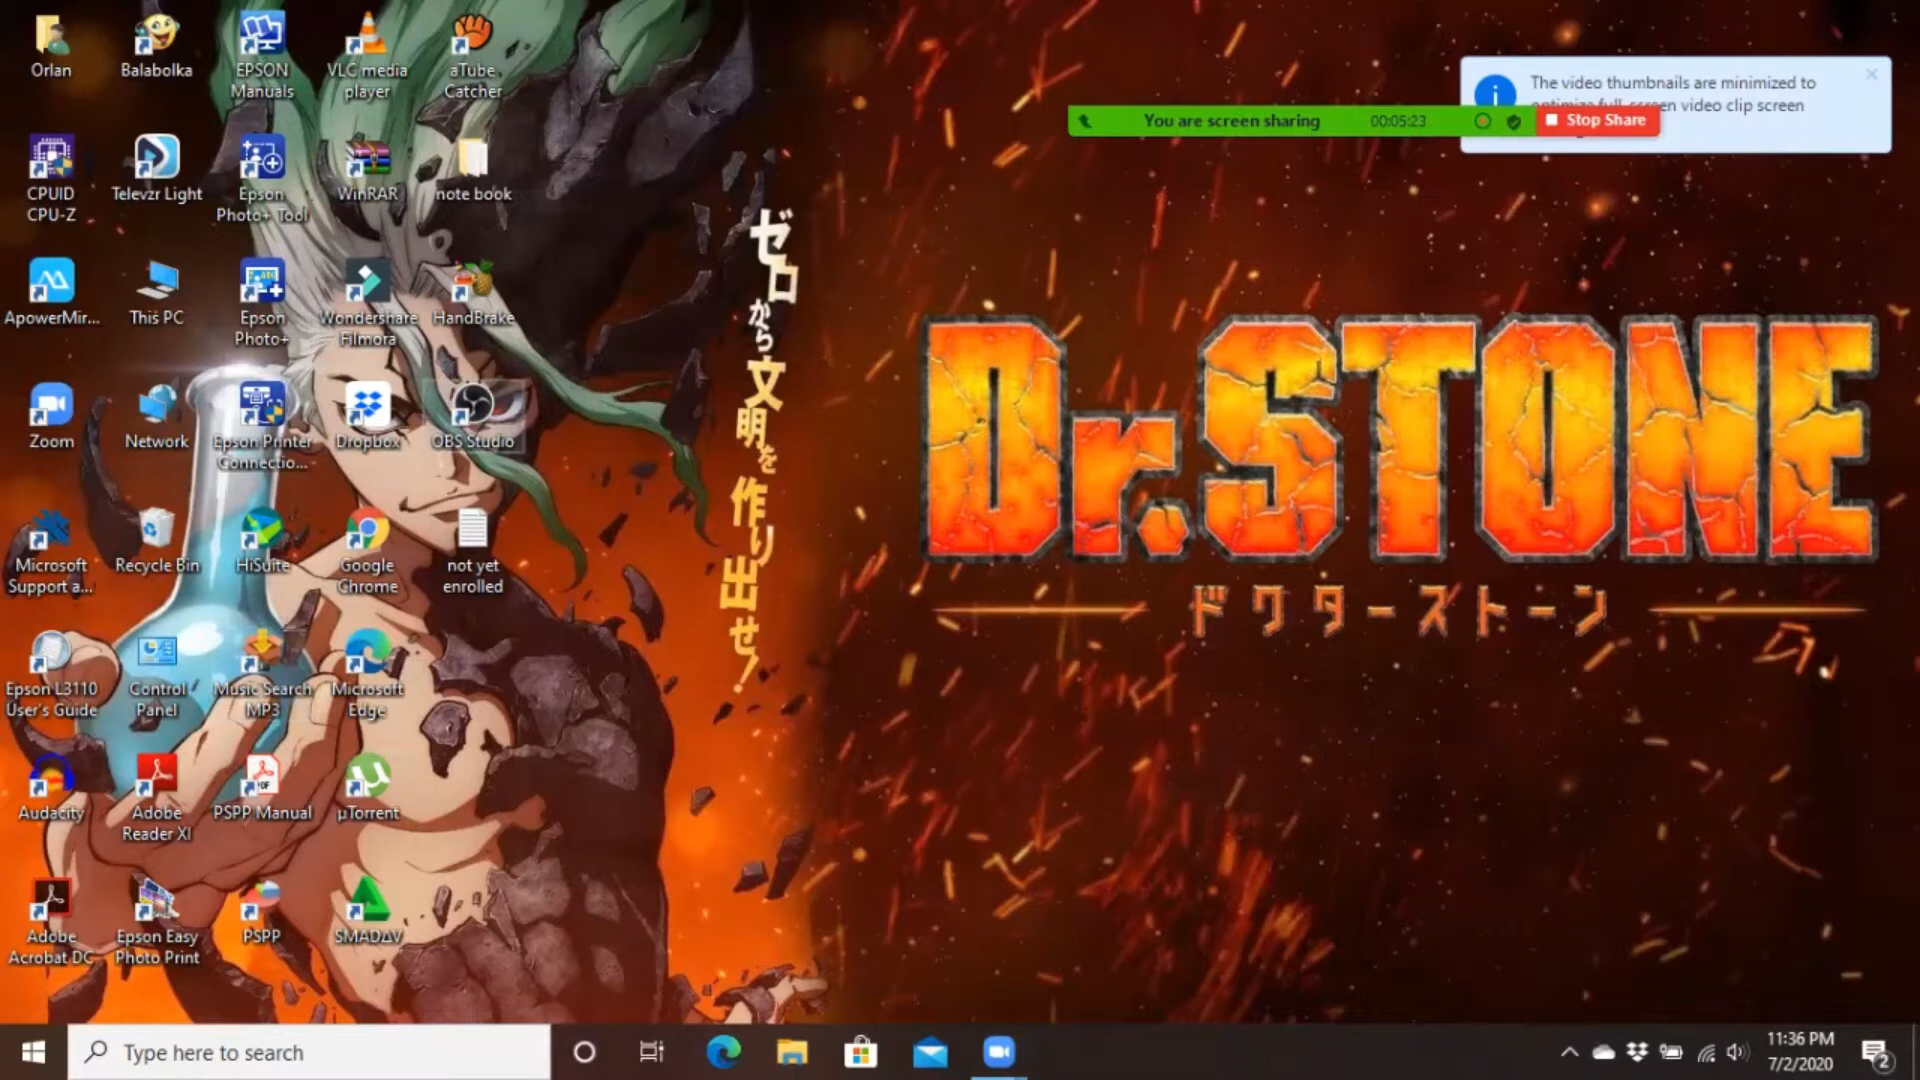 Orlan
Balabolka
EPSON
Manuals
VLC media
player
aTube
Catcher
CPUID
CPU-Z
Televzr Light
Epson
Photo+ Tool
WinRAR
note book
ApowerMir...
This PC
Epson
Photo+
Wondershare
Filmora
HandBrake
Zoom
Network
Epson Printer
Connectio...
Dropbox
OBS Studio
Microsoft
Support a...
Recycle Bin
HiSuite
Google
Chrome
not yet
enrolled
Epson L3110
User's Guide
Control
Panel
Music Search
MP3
Microsoft
Edge
Audacity
Adobe
Reader XI
PSPP Manual
µTorrent
Adobe
Acrobat DC
Epson Easy
Photo Print
PSPP
SMADΔV
ゼロから文明を作り出せ!
The video thumbnails are minimized to
optimize full-screen video clip screen
You are screen sharing 00:05:23 Stop Share
Dr.STONE
ドクターストーン
Type here to search
11:36 PM
7/2/2020
2